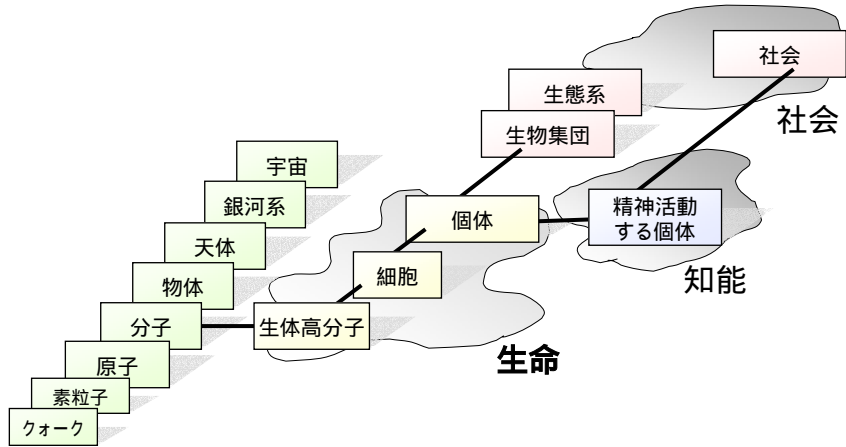 社会
生態系
社会
生物集団
宇宙
銀河系
個体
精神活動
する個体
天体
細胞
知能
物体
分子
生体高分子
生命
原子
素粒子
クォーク